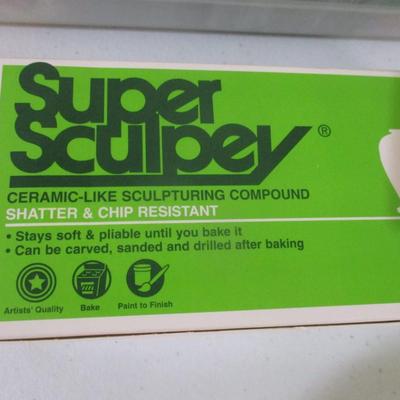 Super
Sculpey®
CERAMIC-LIKE SCULPTURING COMPOUND
SHATTER & CHIP RESISTANT
• Stays soft & pliable until you bake it
• Can be carved, sanded and drilled after baking
Artists' Quality Bake Paint to Finish